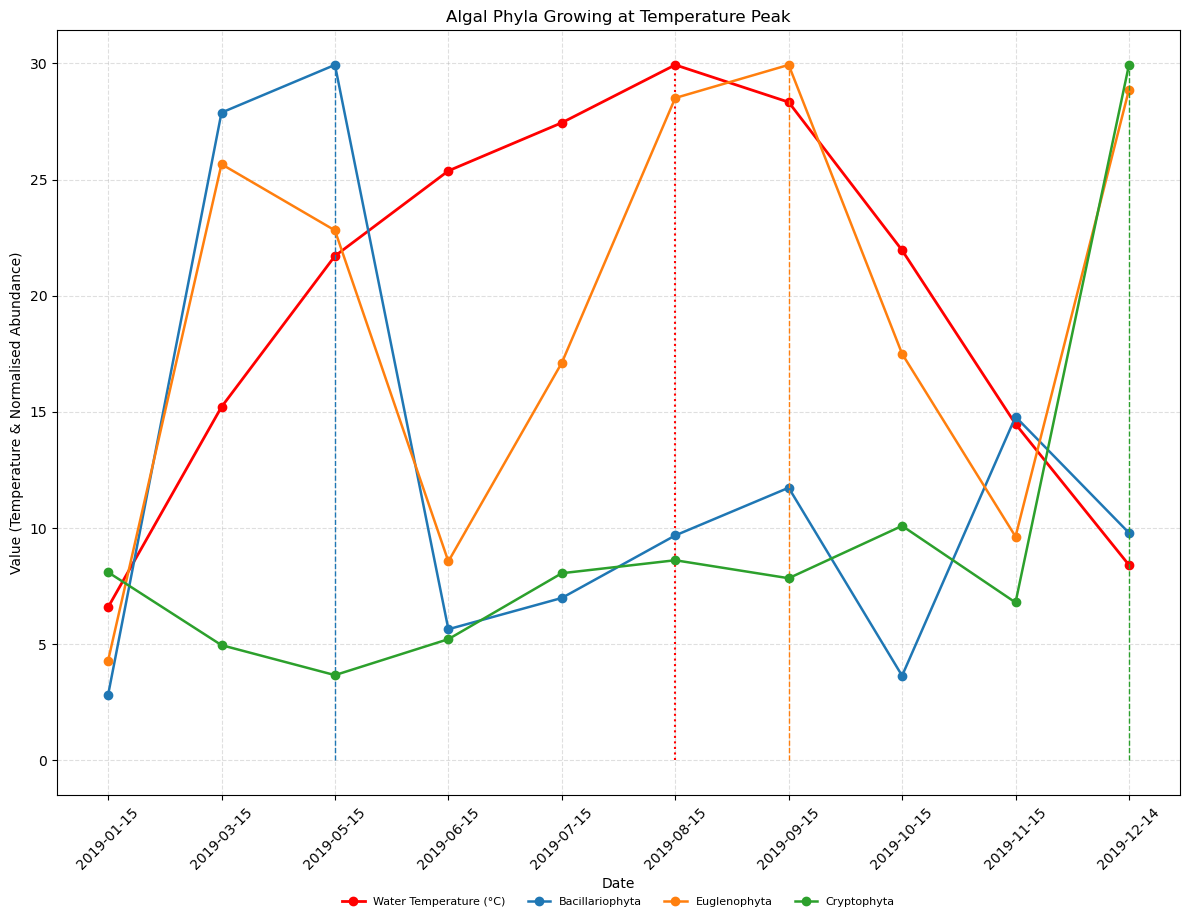 Algal Phyla Growing at Temperature Peak
Value (Temperature & Normalised Abundance)
30
25
20
15
10
5
0
2019-01-15
2019-03-15
2019-05-15
2019-06-15
2019-07-15
2019-08-15
2019-09-15
2019-10-15
2019-11-15
2019-12-14
Date
Water Temperature (°C)
Bacillariophyta
Euglenophyta
Cryptophyta